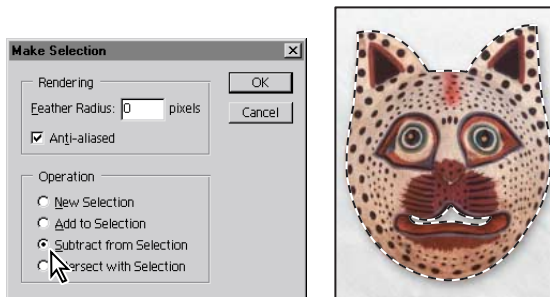 Make Selection
Rendering
OK
Feather Radius: 0 pixels
Cancel
Anti-aliased
Operation
New Selection
Add to Selection
Subtract from Selection
with Selection